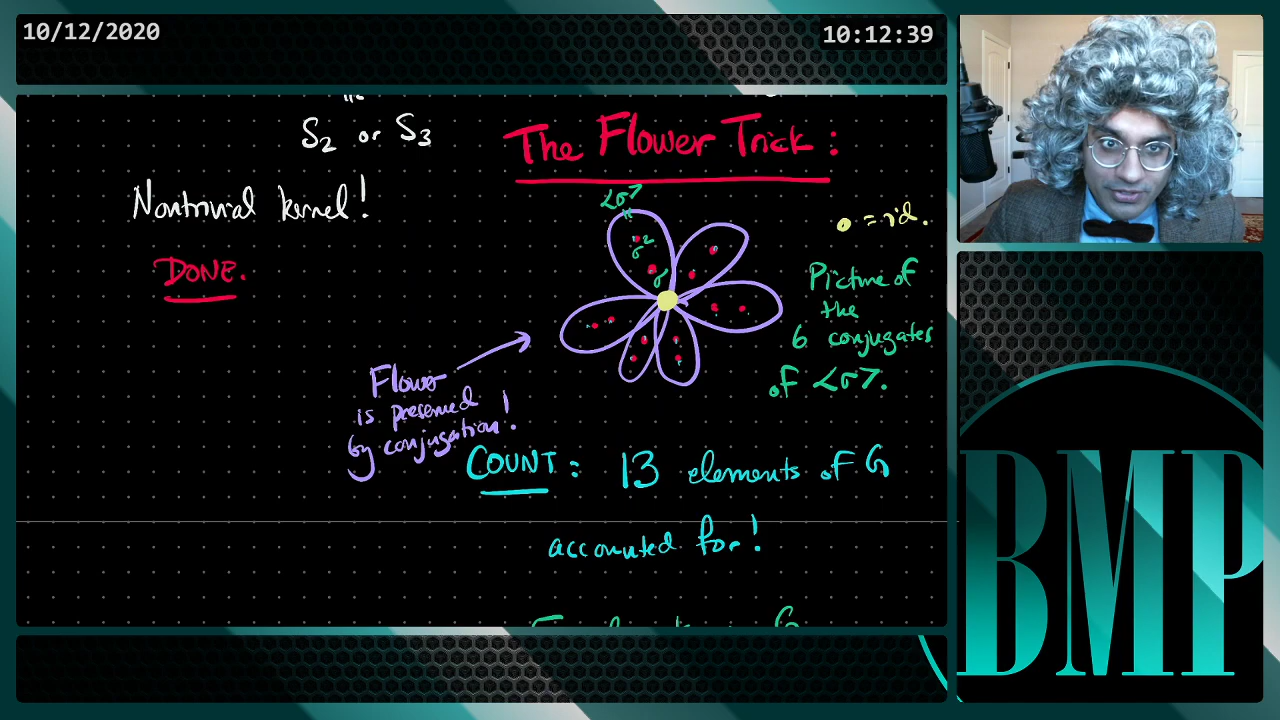 10/12/2020
10:12:39
S2 or S3
Nontrivial kernel!
DONE.
The Flower Trick:
<σ>
σ²
σ
= id.
Picture of
the
6 conjugates
of <σ>.
Flower
is preserved
by conjugation!
COUNT: 13 elements of G
accounted for!
BMP